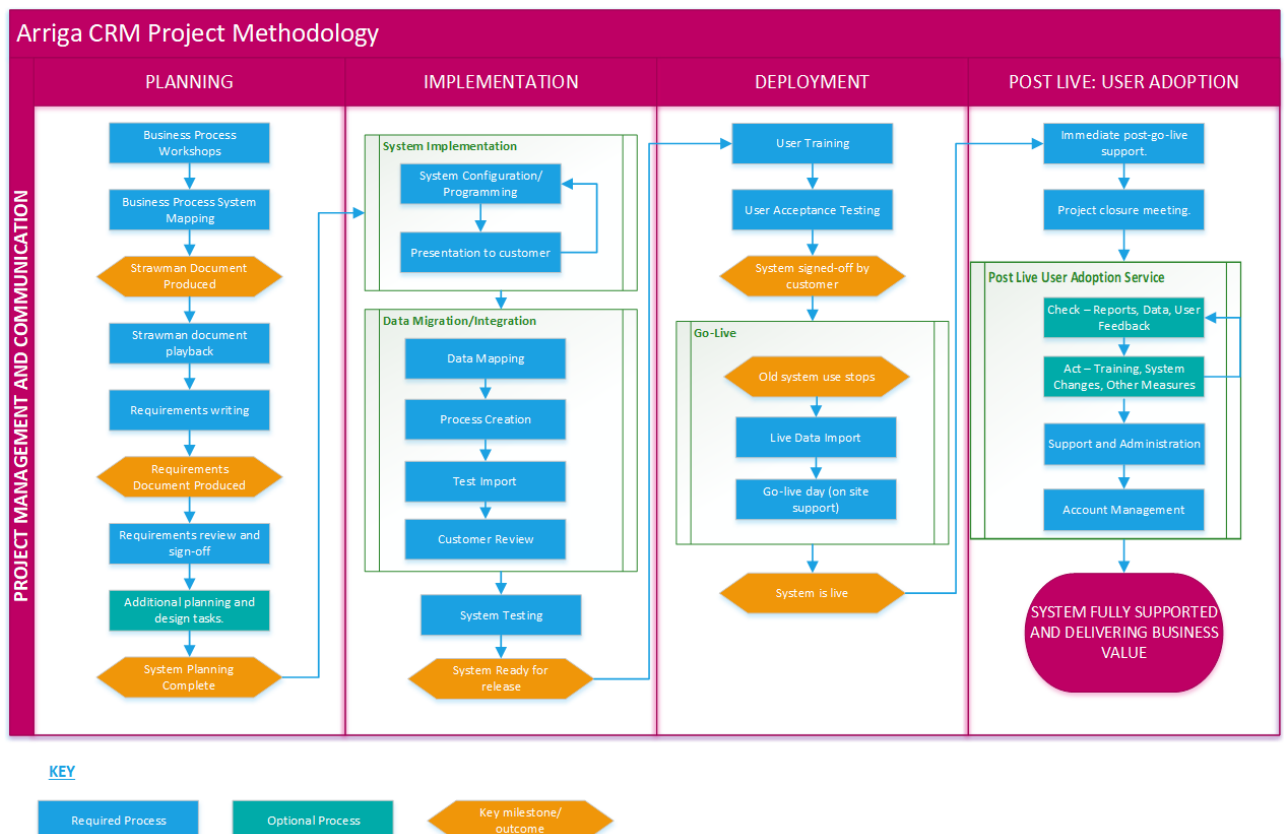 Arriga CRM Project Methodology
PROJECT MANAGEMENT AND COMMUNICATION
PLANNING
Business Process
Workshops
Business Process System
Mapping
Strawman Document
Produced
Strawman document
playback
Requirements writing
Requirements
Document Produced
Requirements review and
sign-off
Additional planning and
design tasks.
System Planning
Complete
IMPLEMENTATION
System Implementation
System Configuration/
Programming
Presentation to customer
Data Migration/Integration
Data Mapping
Process Creation
Test Import
Customer Review
System Testing
System Ready for
release
DEPLOYMENT
User Training
User Acceptance Testing
System signed-off by
customer
Go-Live
Old system use stops
Live Data Import
Go-live day (on site
support)
System is live
POST LIVE: USER ADOPTION
Immediate post-go-live
support.
Project closure meeting.
Post Live User Adoption Service
Check – Reports, Data, User
Feedback
Act – Training, System
Changes, Other Measures
Support and Administration
Account Management
SYSTEM FULLY SUPPORTED
AND DELIVERING BUSINESS
VALUE
KEY
Required Process
Optional Process
Key milestone/
outcome